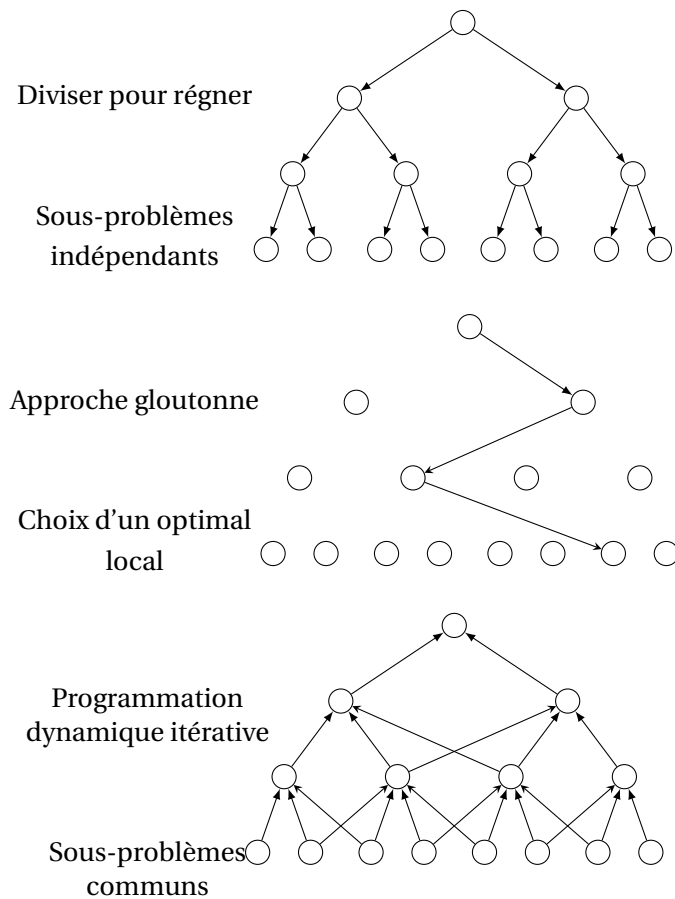 Diviser pour régner
Sous-problèmes
indépendants
Approche gloutonne
Choix d'un optimal
local
Programmation
dynamique itérative
Sous-problèmes
communs